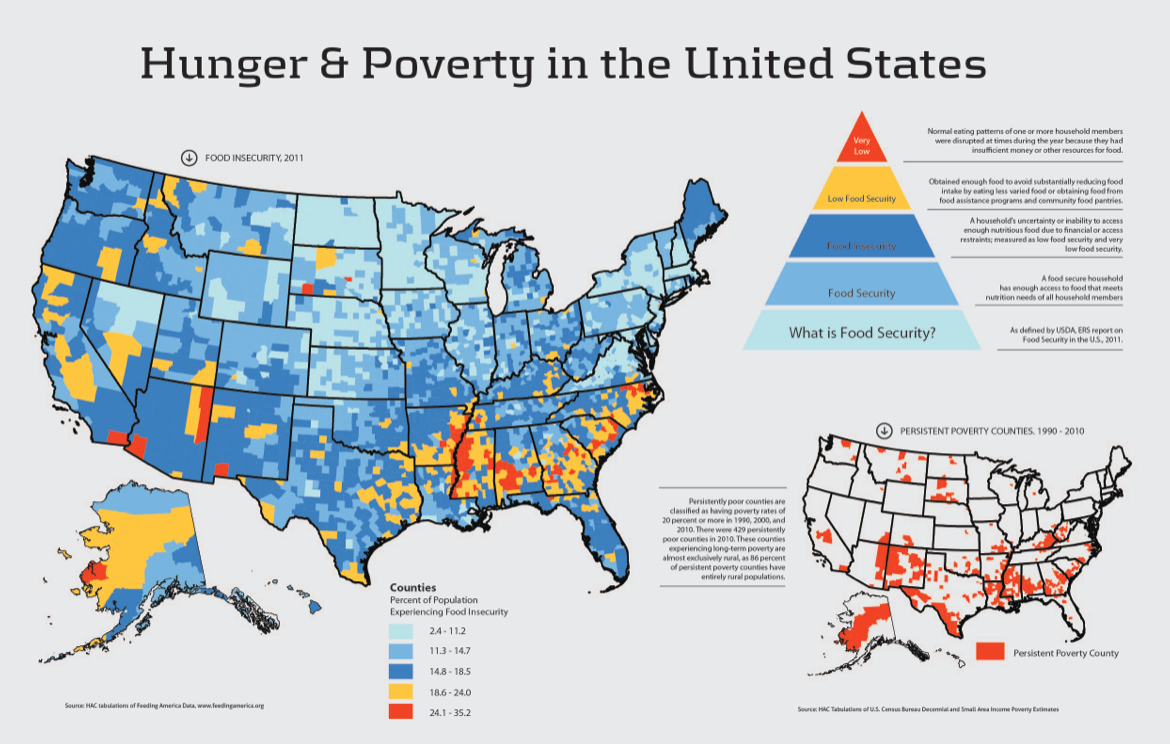 Hunger & Poverty in the United States
FOOD INSECURITY, 2011
Very
Low
Normal eating patterns of one or more household members
were disrupted at times during the year because they had
insufficient money or other resources for food.
Low Food Security
Obtained enough food to avoid substantially reducing food
intake by eating less varied food or obtaining food from
food assistance programs and community food pantries.
Food Insecurity
A household's uncertainty or inability to access
enough nutritious food due to financial or access
restraints; measured as low food security and very
low food security.
Food Security
A food secure household
has enough access to food that meets
nutrition needs of all household members
What is Food Security?
As defined by USDA, ERS report on
Food Security in the U.S., 2011.
PERSISTENT POVERTY COUNTIES. 1990 - 2010
Persistently poor counties are
classified as having poverty rates of
20 percent or more in 1990, 2000, and
2010. There were 429 persistently
poor counties in 2010. These counties
experiencing long-term poverty are
almost exclusively rural, as 86 percent
of persistent poverty counties have
entirely rural populations.
Persistent Poverty County
Counties
Percent of Population
Experiencing Food Insecurity
2.4 - 11.2
11.3 - 14.7
14.8 - 18.5
18.6 - 24.0
24.1 - 35.2
Source: HAC tabulations of Feeding America Data, www.feedingamerica.org
Source: HAC Tabulations of U.S. Census Bureau Decennial and Small Area Income Poverty Estimates